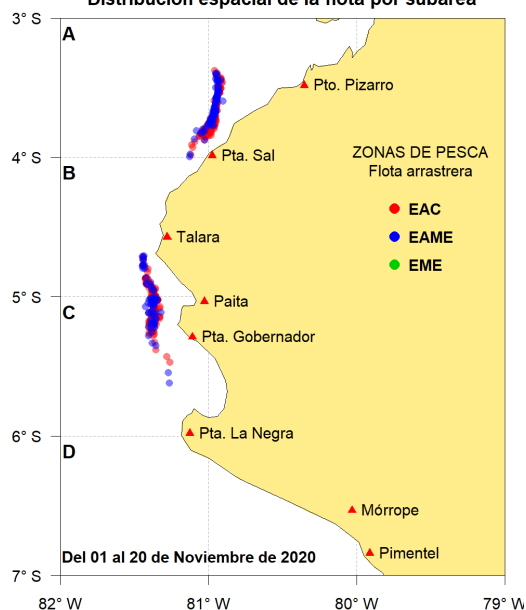 Distribución espacial de la flota por subárea
3° S
A
Pto. Pizarro
ZONAS DE PESCA
Flota arrastrera
4° S
Pta. Sal
B
EAC
EAME
Talara
EME
5° S
Paita
C
Pta. Gobernador
6° S
Pta. La Negra
D
Mórrope
Del 01 al 20 de Noviembre de 2020
Pimentel
7° S
82° W 81° W 80° W 79° W